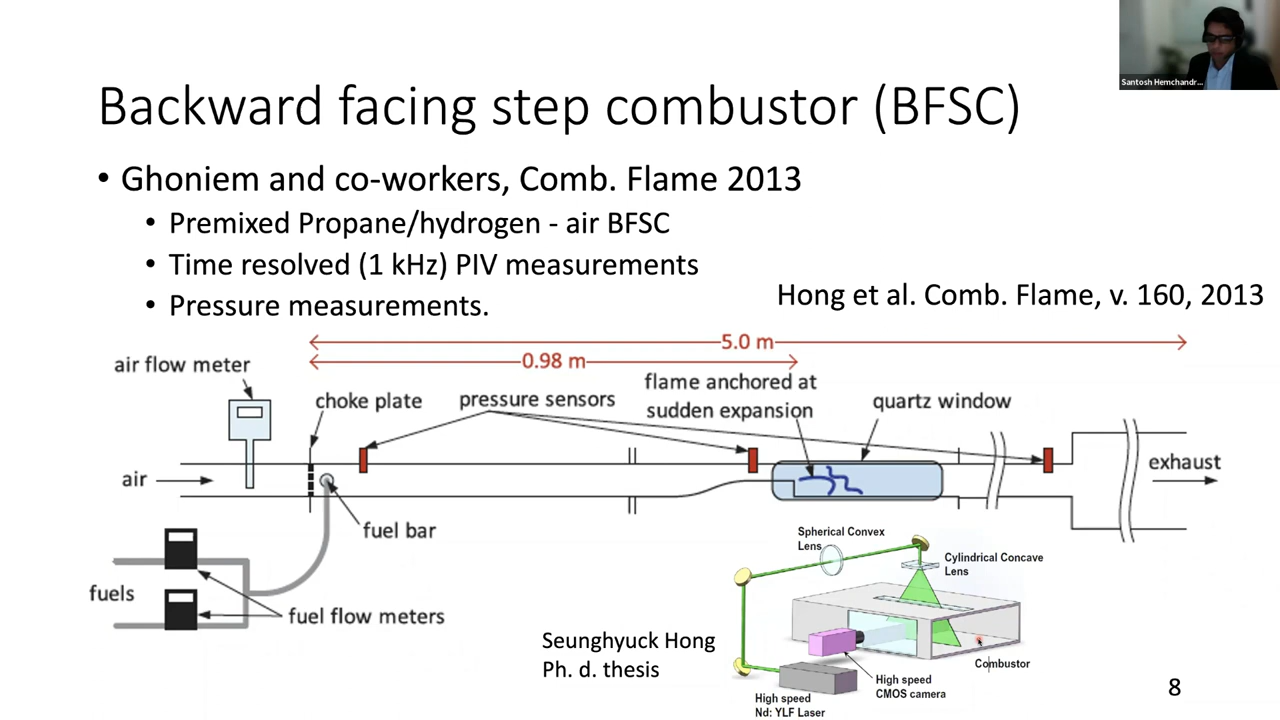 Santosh Hemchandr...
Backward facing step combustor (BFSC)
• Ghoniem and co-workers, Comb. Flame 2013
• Premixed Propane/hydrogen - air BFSC
• Time resolved (1 kHz) PIV measurements
• Pressure measurements.
Hong et al. Comb. Flame, v. 160, 2013
5.0 m
0.98 m
air flow meter
choke plate
pressure sensors
flame anchored at
sudden expansion
quartz window
air
exhaust
fuel bar
fuels
fuel flow meters
Spherical Convex
Lens
Cylindrical Concave
Lens
Seunghyuck Hong
Ph. d. thesis
Combustor
High speed
CMOS camera
High speed
Nd: YLF Laser
8